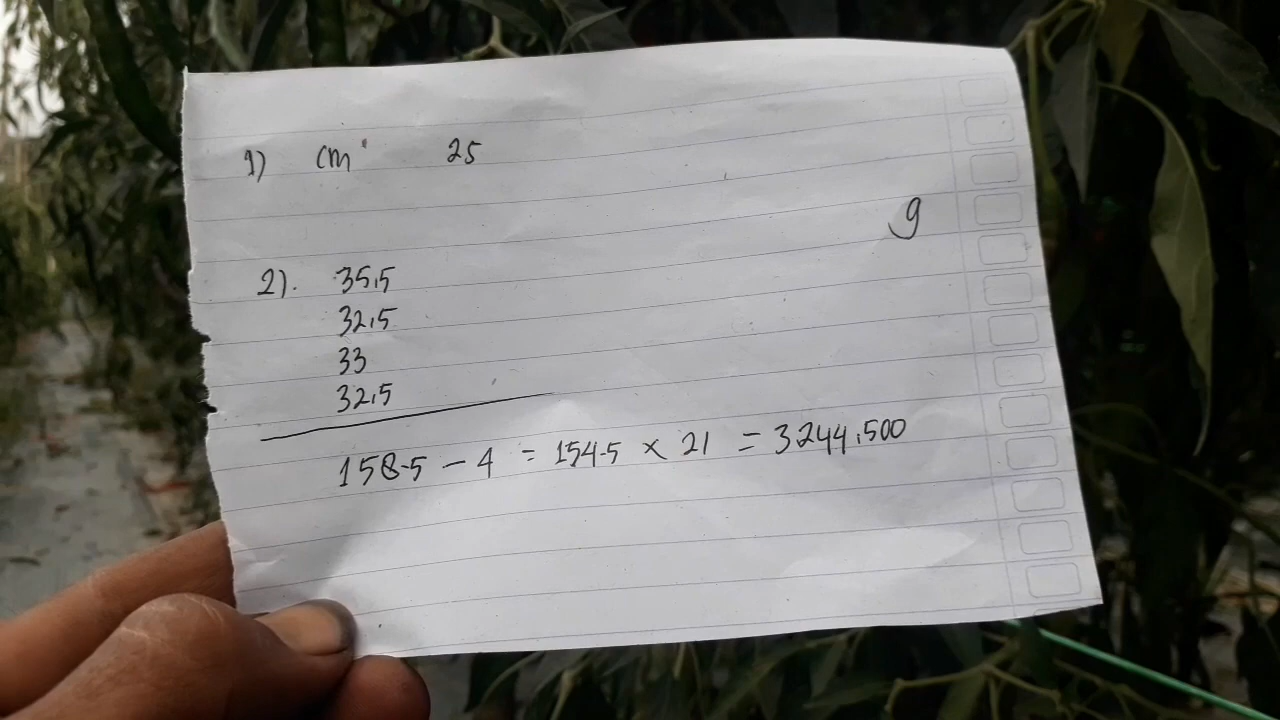 1) cm 25
g
2). 35,5
32,5
33
32,5
158.5 - 4 = 154.5 x 21 = 3244,500